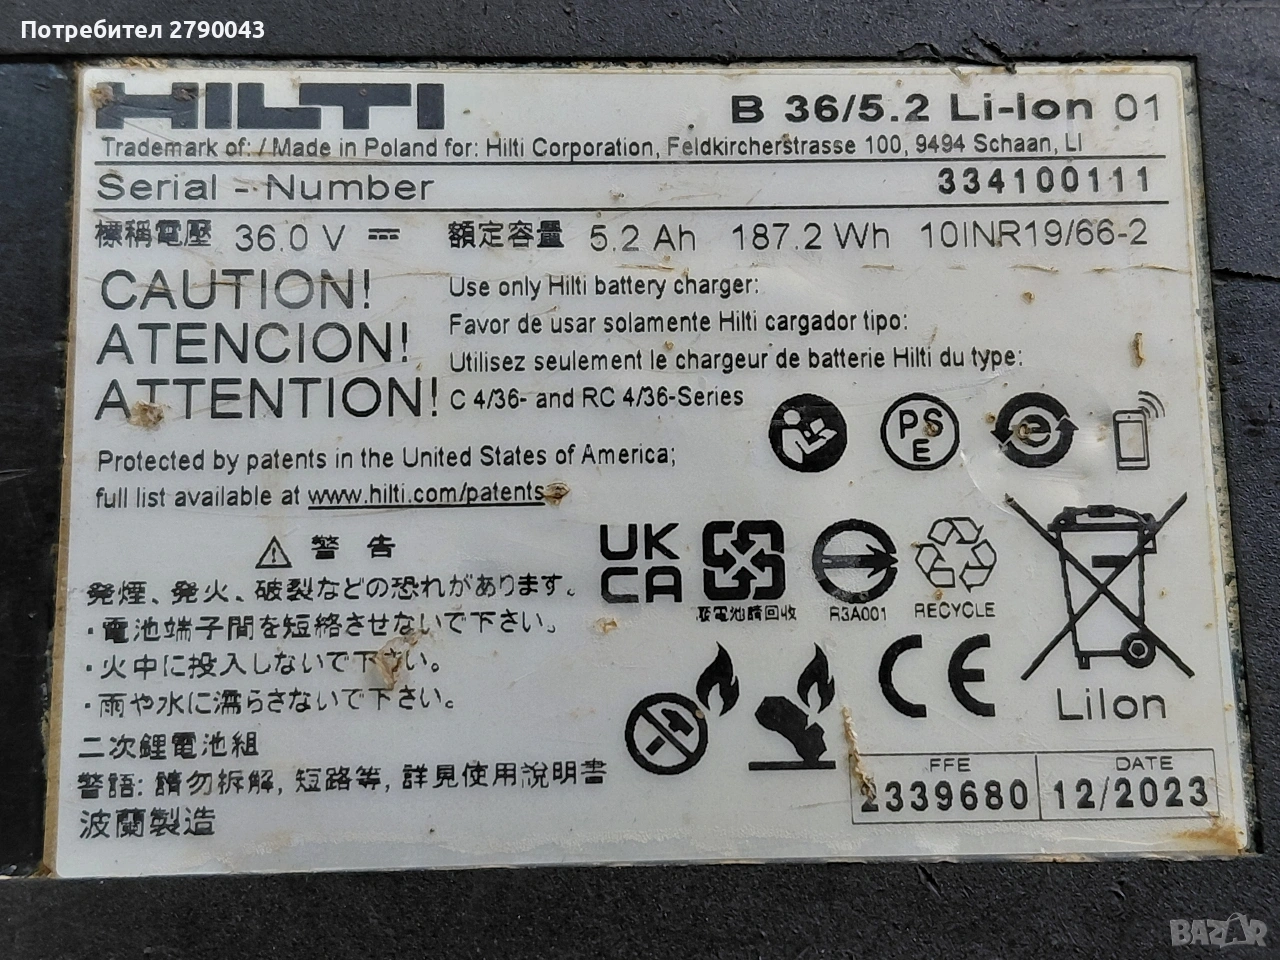 Потребител 2790043
HILTI
B 36/5.2 Li-Ion 01
Trademark of: / Made in Poland for: Hilti Corporation, Feldkircherstrasse 100, 9494 Schaan, LI
Serial - Number 334100111
標稱電壓 36.0 V 額定容量 5.2 Ah 187.2 Wh 10INR19/66-2
CAUTION!
ATENCION!
ATTENTION!
Use only Hilti battery charger:
Favor de usar solamente Hilti cargador tipo:
Utilisez seulement le chargeur de batterie Hilti du type:
C 4/36- and RC 4/36-Series
PS
E
Protected by patents in the United States of America;
full list available at www.hilti.com/patents
警告
発煙、発火、破裂などの恐れがあります。
・電池端子間を短絡させないで下さい。
・火中に投入しないで下さい。
・雨や水に濡らさないで下さい。
二次鋰電池組
警語: 請勿拆解, 短路等, 詳見使用說明書
波蘭製造
UK
CA
廢電池請回收
R3A001
RECYCLE
CE
LiIon
FFE
2339680
DATE
12/2023
BAZAR